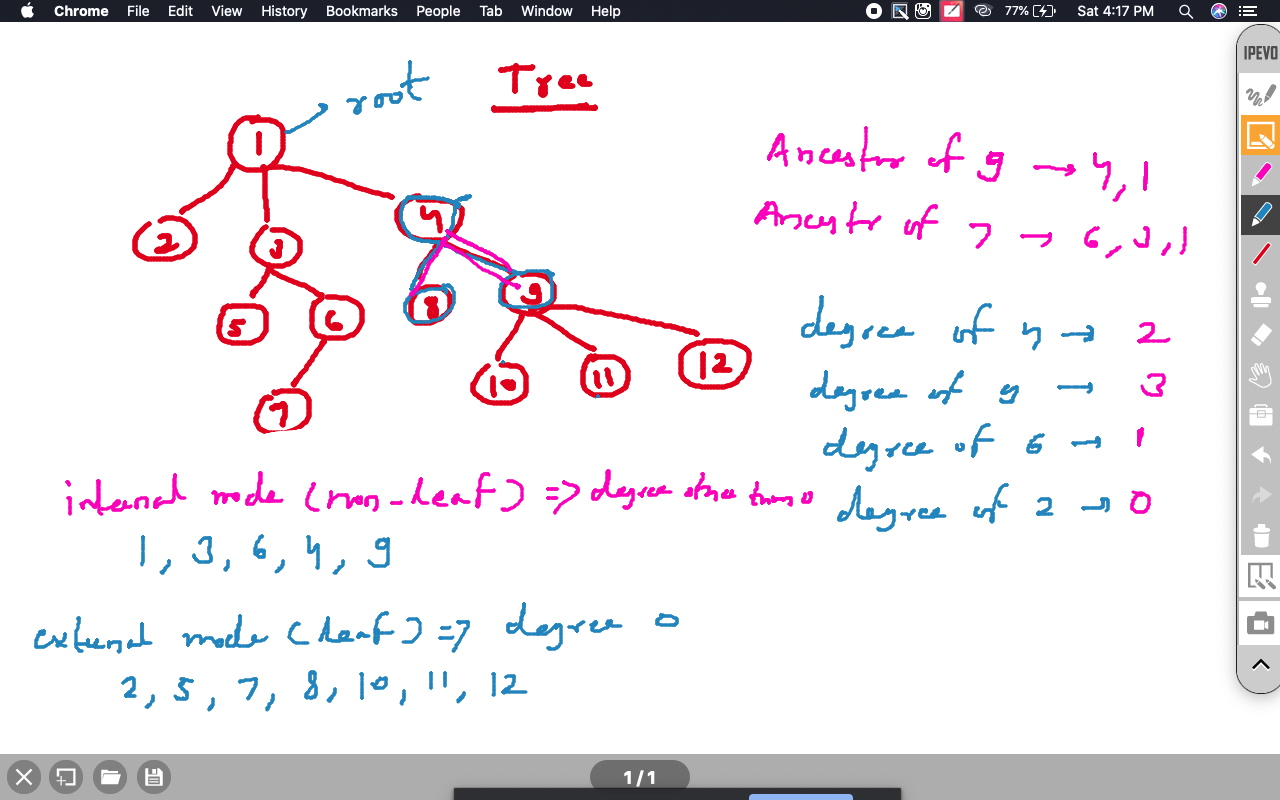 Chrome File Edit View History Bookmarks People Tab Window Help 77% Sat 4:17 PM
IPEVO
Tree
root
1
2 3 4
5 6 8 9
7 10 11 12
Ancestor of 9 → 4, 1
Ancestr of 7 → 6, 3, 1
degree of 4 → 2
degree of 9 → 3
degree of 6 → 1
degree of 2 → 0
internal node (non-leaf) => degree other than 0
1, 3, 6, 4, 9
external node (leaf) => degree 0
2, 5, 7, 8, 10, 11, 12
1/1